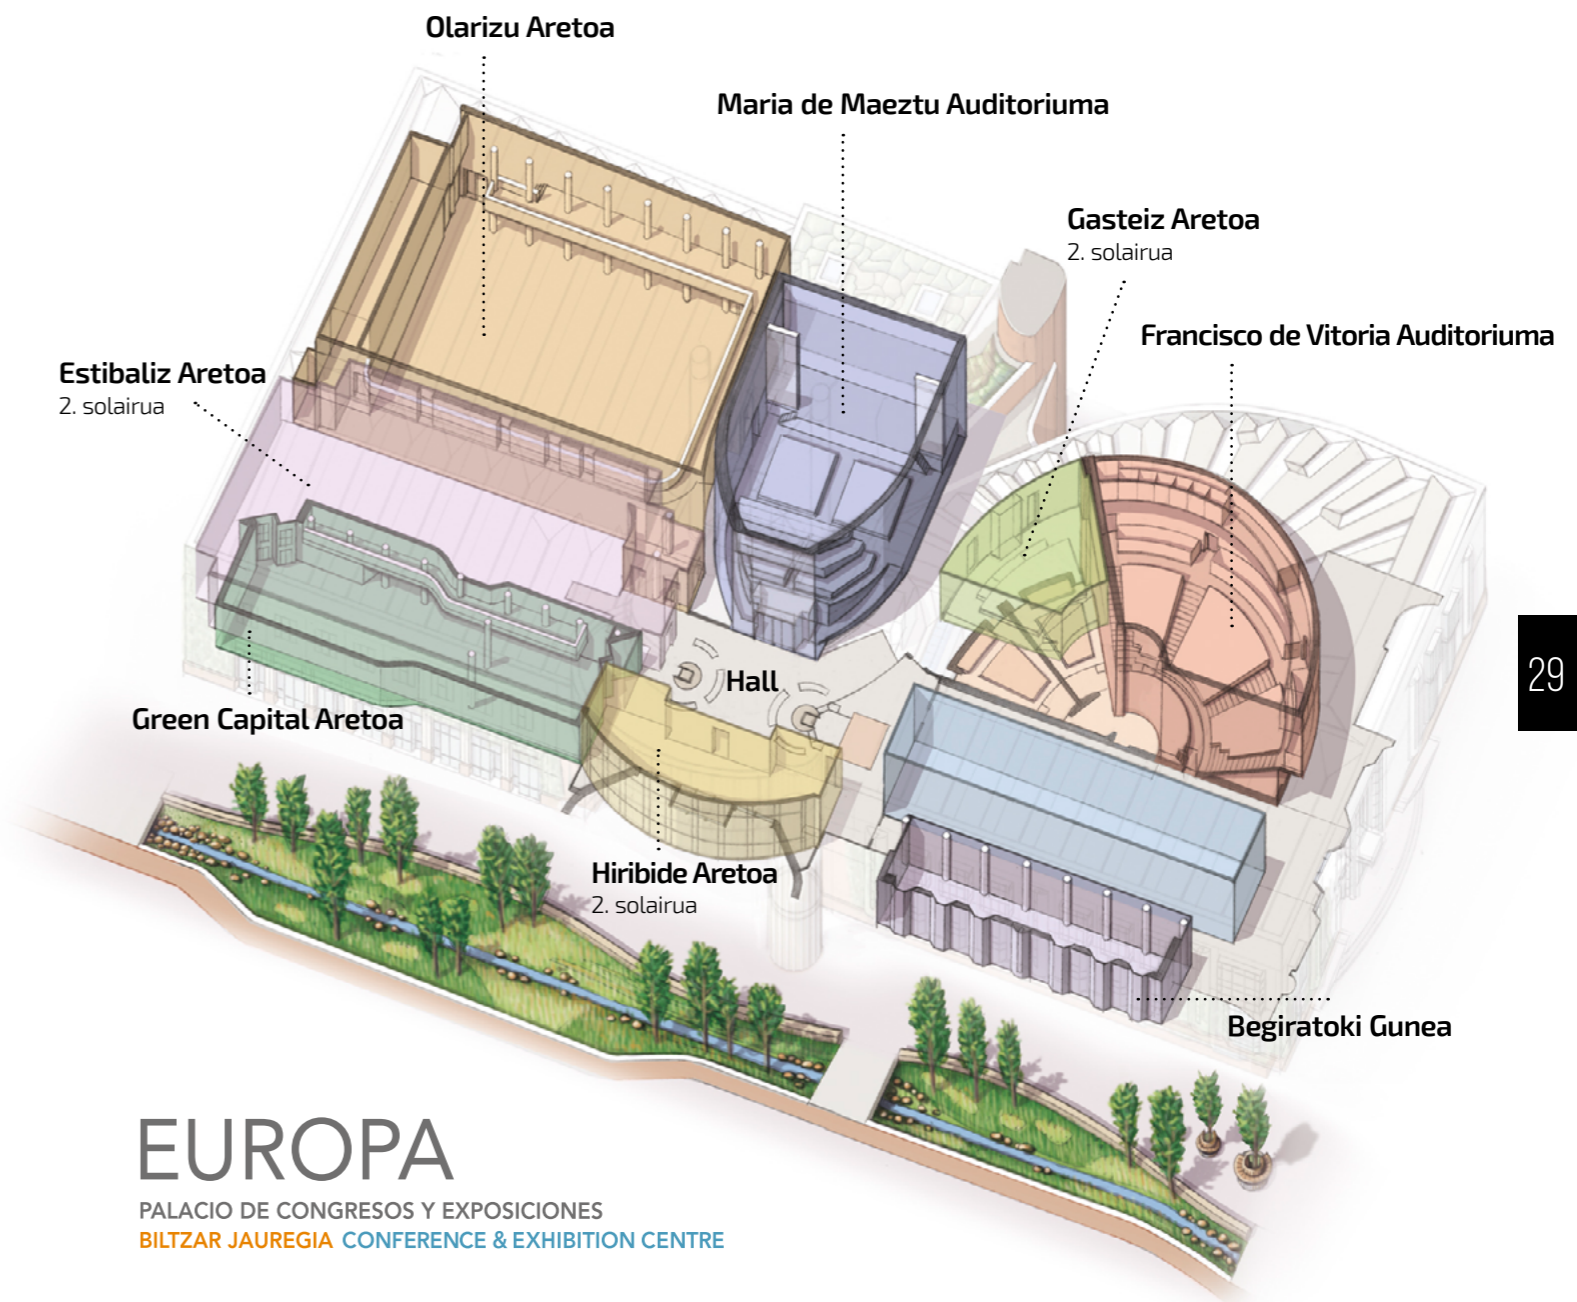 Olarizu Aretoa
Maria de Maeztu Auditoriuma
Gasteiz Aretoa
2. solairua
Francisco de Vitoria Auditoriuma
Estibaliz Aretoa
2. solairua
Hall
29
Green Capital Aretoa
Hiribide Aretoa
2. solairua
Begiratoki Gunea
EUROPA
PALACIO DE CONGRESOS Y EXPOSICIONES
BILTZAR JAUREGIA CONFERENCE & EXHIBITION CENTRE